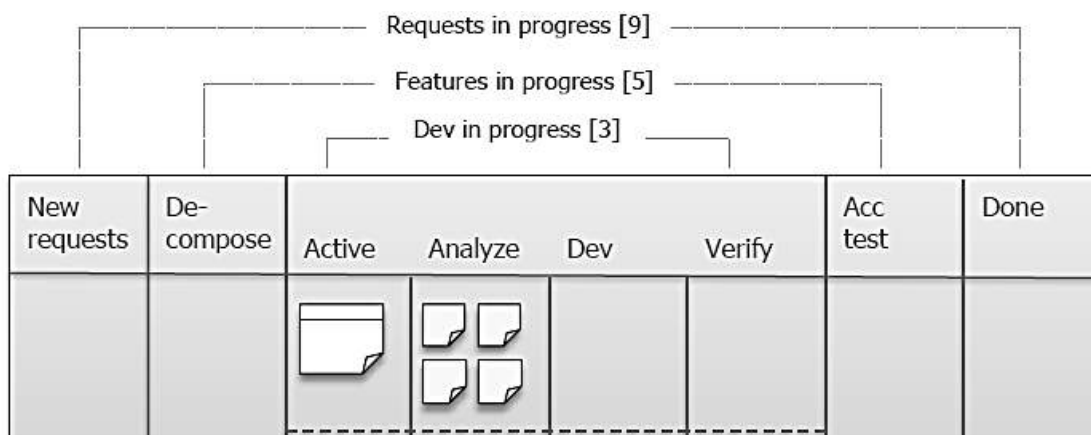 Requests in progress [9]
Features in progress [5]
Dev in progress [3]
New
requests
De-
compose
Active
Analyze
Dev
Verify
Acc
test
Done